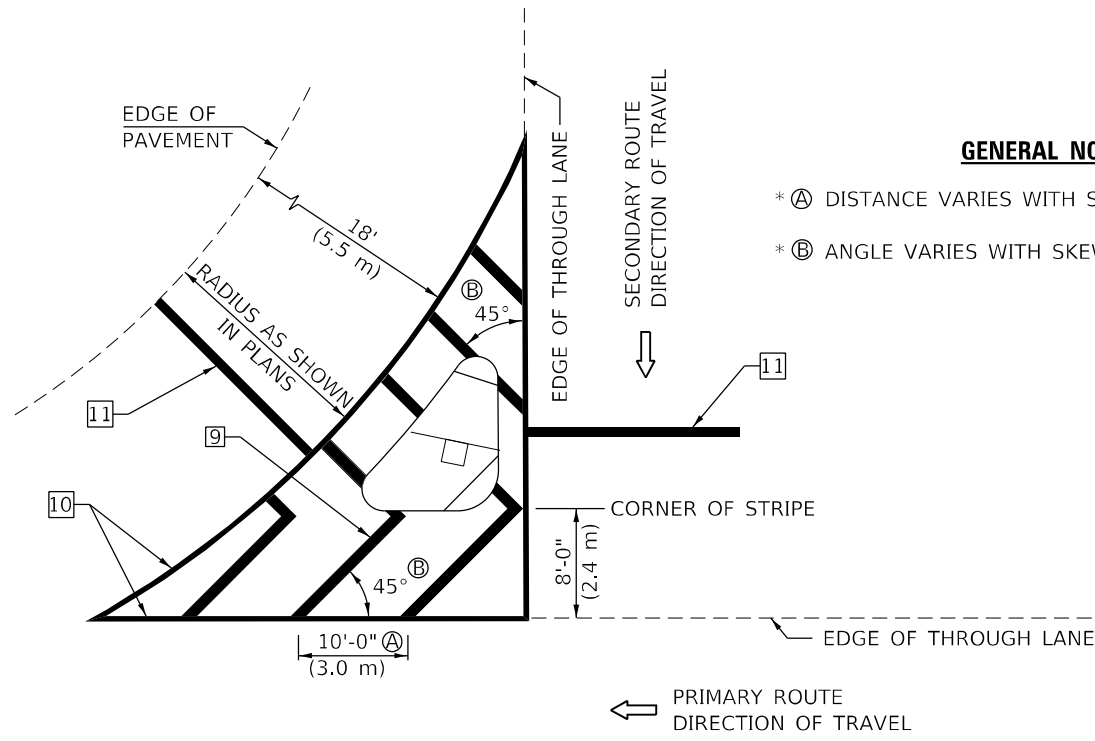 EDGE OF
PAVEMENT
18'
(5.5 m)
RADIUS AS SHOWN
IN PLANS
EDGE OF THROUGH LANE
SECONDARY ROUTE
DIRECTION OF TRAVEL
GENERAL NO
* Ⓐ DISTANCE VARIES WITH S
* Ⓑ ANGLE VARIES WITH SKEW
Ⓑ
45°
11
11
9
10
CORNER OF STRIPE
8'-0"
(2.4 m)
45° Ⓑ
10'-0" Ⓐ
(3.0 m)
EDGE OF THROUGH LANE
PRIMARY ROUTE
DIRECTION OF TRAVEL